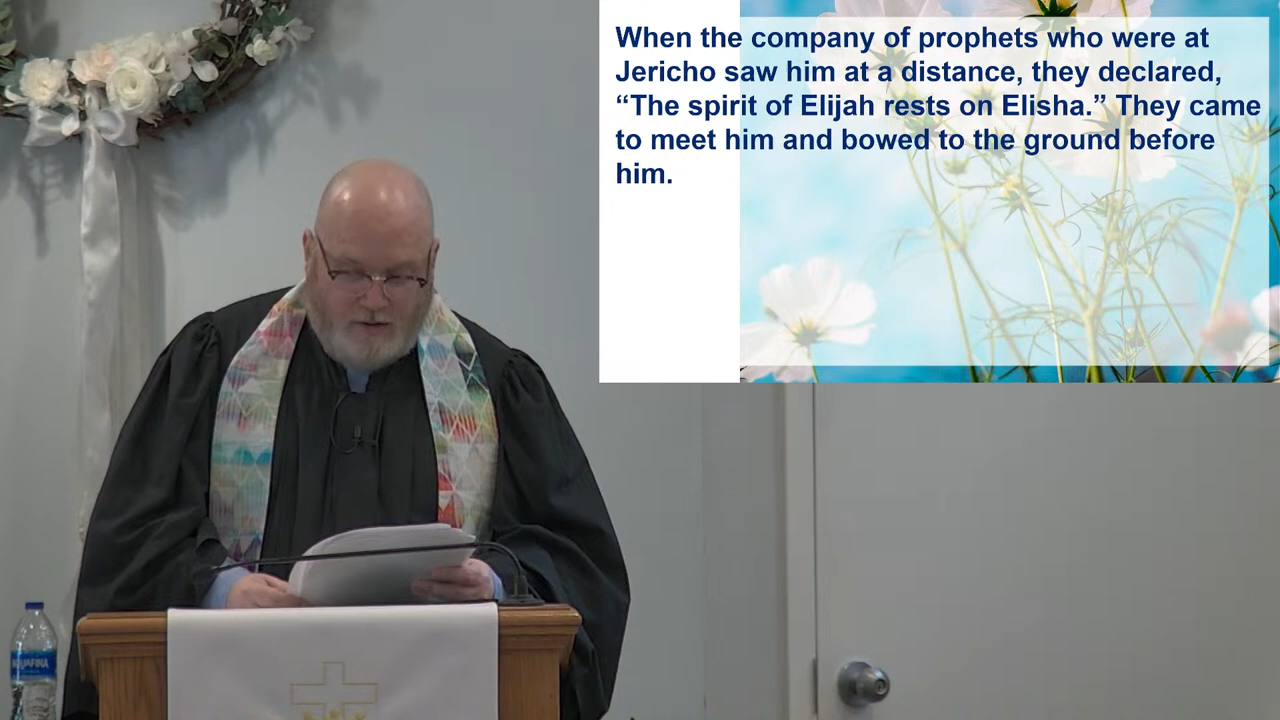 When the company of prophets who were at
Jericho saw him at a distance, they declared,
“The spirit of Elijah rests on Elisha.” They came
to meet him and bowed to the ground before
him.
AQUAFINA